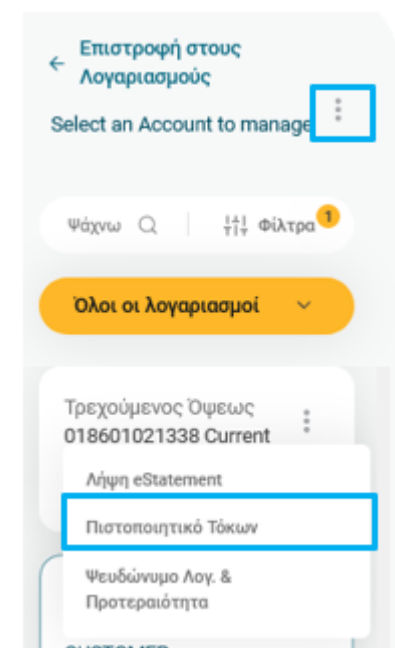 ← Επιστροφή στους
Λογαριασμούς
Select an Account to manage
Ψάχνω
Φίλτρα
1
Όλοι οι λογαριασμοί
Τρεχούμενος Όψεως
018601021338 Current
Λήψη eStatement
Πιστοποιητικό Τόκων
Ψευδώνυμο Λογ. &
Προτεραιότητα
CUSTOMER